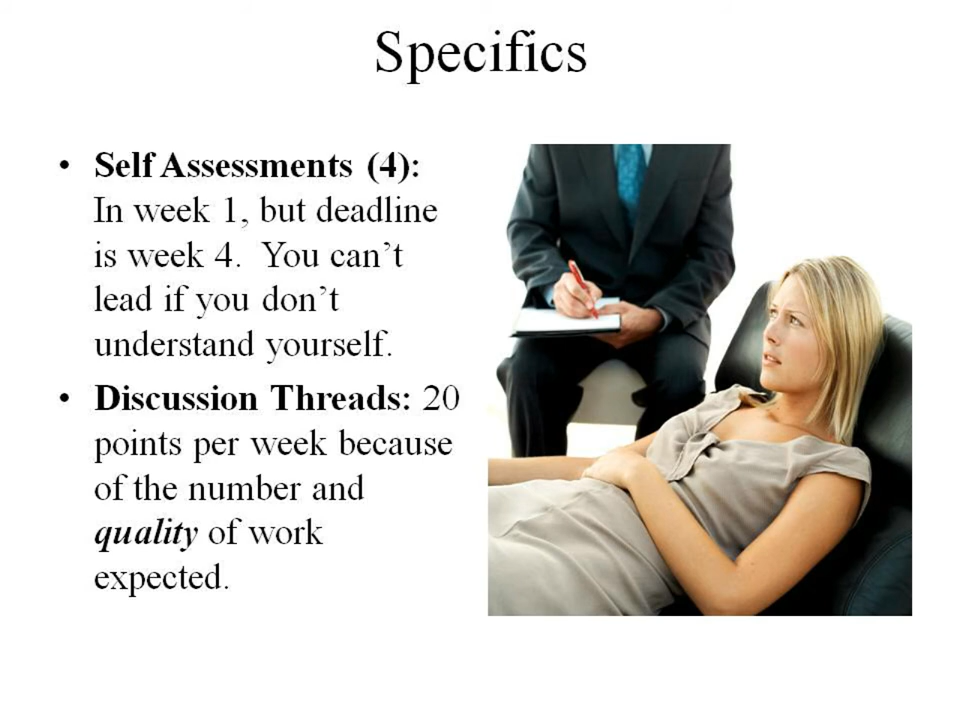 Specifics
• Self Assessments (4):
In week 1, but deadline
is week 4.  You can’t
lead if you don’t
understand yourself.
• Discussion Threads: 20
points per week because
of the number and
quality of work
expected.